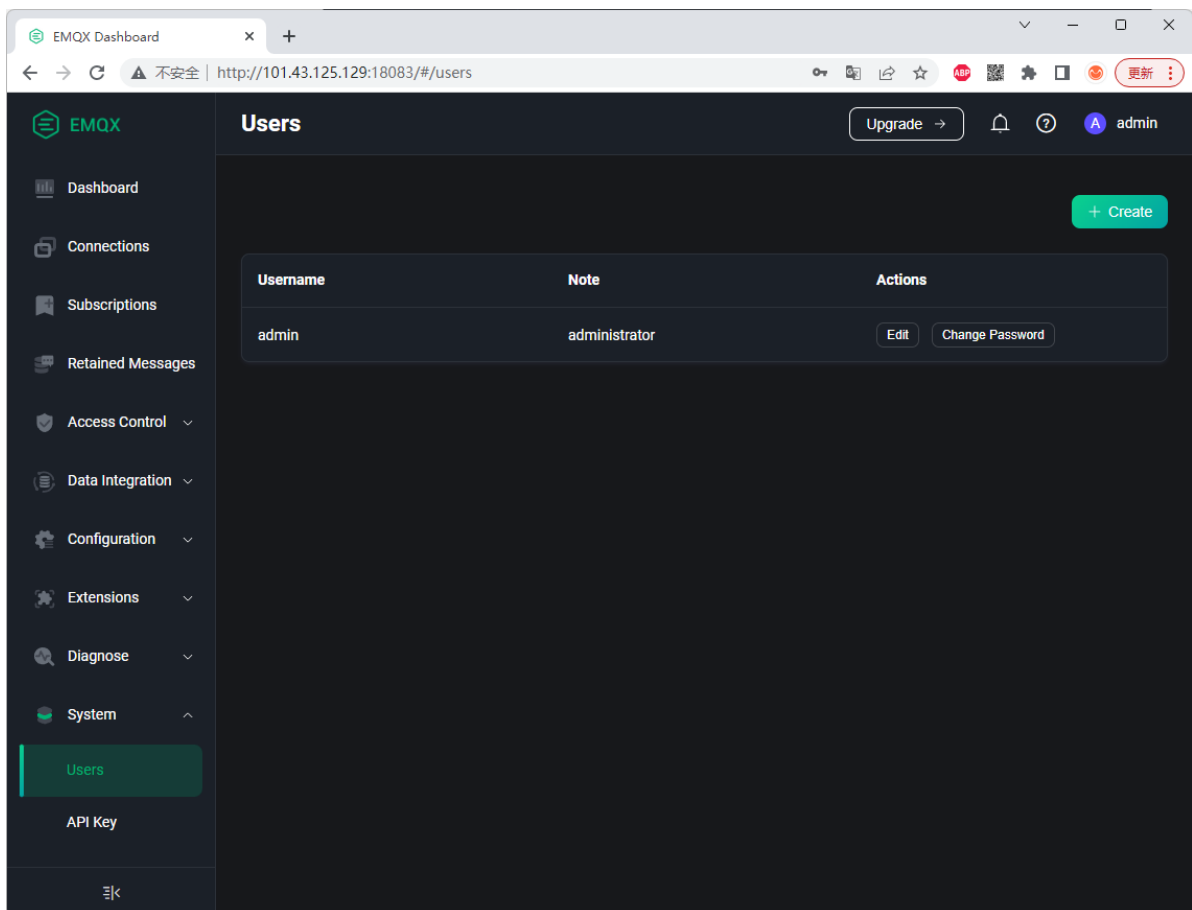 EMQX Dashboard
不安全 http://101.43.125.129:18083/#/users
ABP
更新
EMQX
Users
Upgrade →
A admin
Dashboard
Connections
Subscriptions
Retained Messages
Access Control
Data Integration
Configuration
Extensions
Diagnose
System
Users
API Key
+ Create
Username Note Actions
admin administrator Edit Change Password